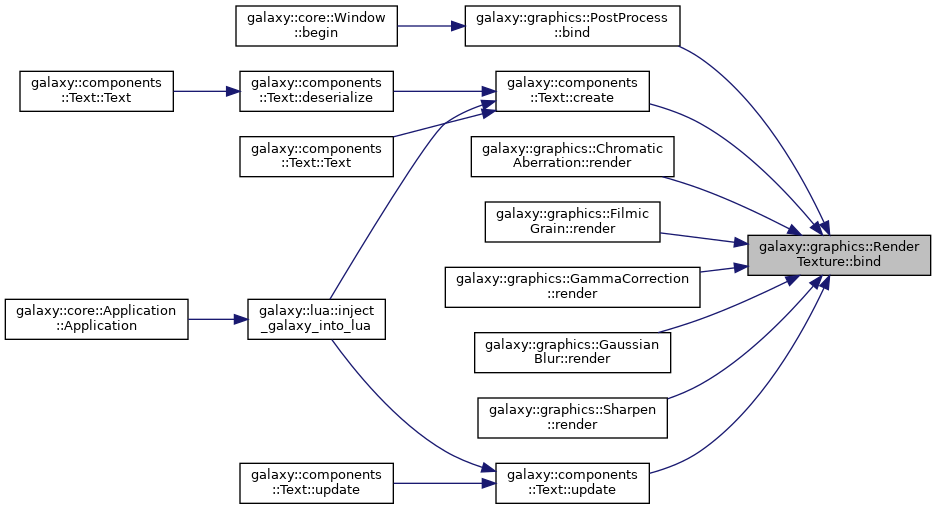 galaxy::core::Window
::begin
galaxy::graphics::PostProcess
::bind
galaxy::components
::Text::Text
galaxy::components
::Text::deserialize
galaxy::components
::Text::create
galaxy::components
::Text::Text
galaxy::graphics::Chromatic
Aberration::render
galaxy::graphics::Filmic
Grain::render
galaxy::graphics::Render
Texture::bind
galaxy::graphics::GammaCorrection
::render
galaxy::core::Application
::Application
galaxy::lua::inject
_galaxy_into_lua
galaxy::graphics::Gaussian
Blur::render
galaxy::graphics::Sharpen
::render
galaxy::components
::Text::update
galaxy::components
::Text::update